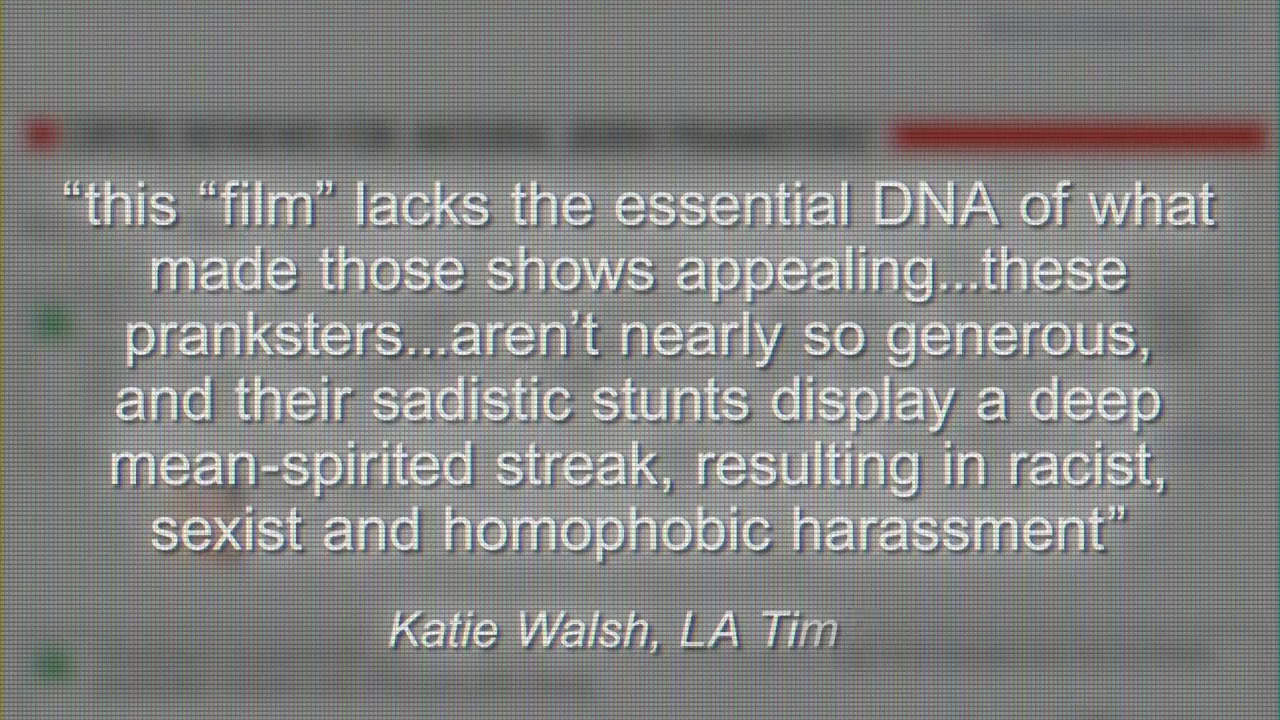 “this “film” lacks the essential DNA of what
made those shows appealing...these
pranksters...aren’t nearly so generous,
and their sadistic stunts display a deep
mean-spirited streak, resulting in racist,
sexist and homophobic harassment”
Katie Walsh, LA Tim